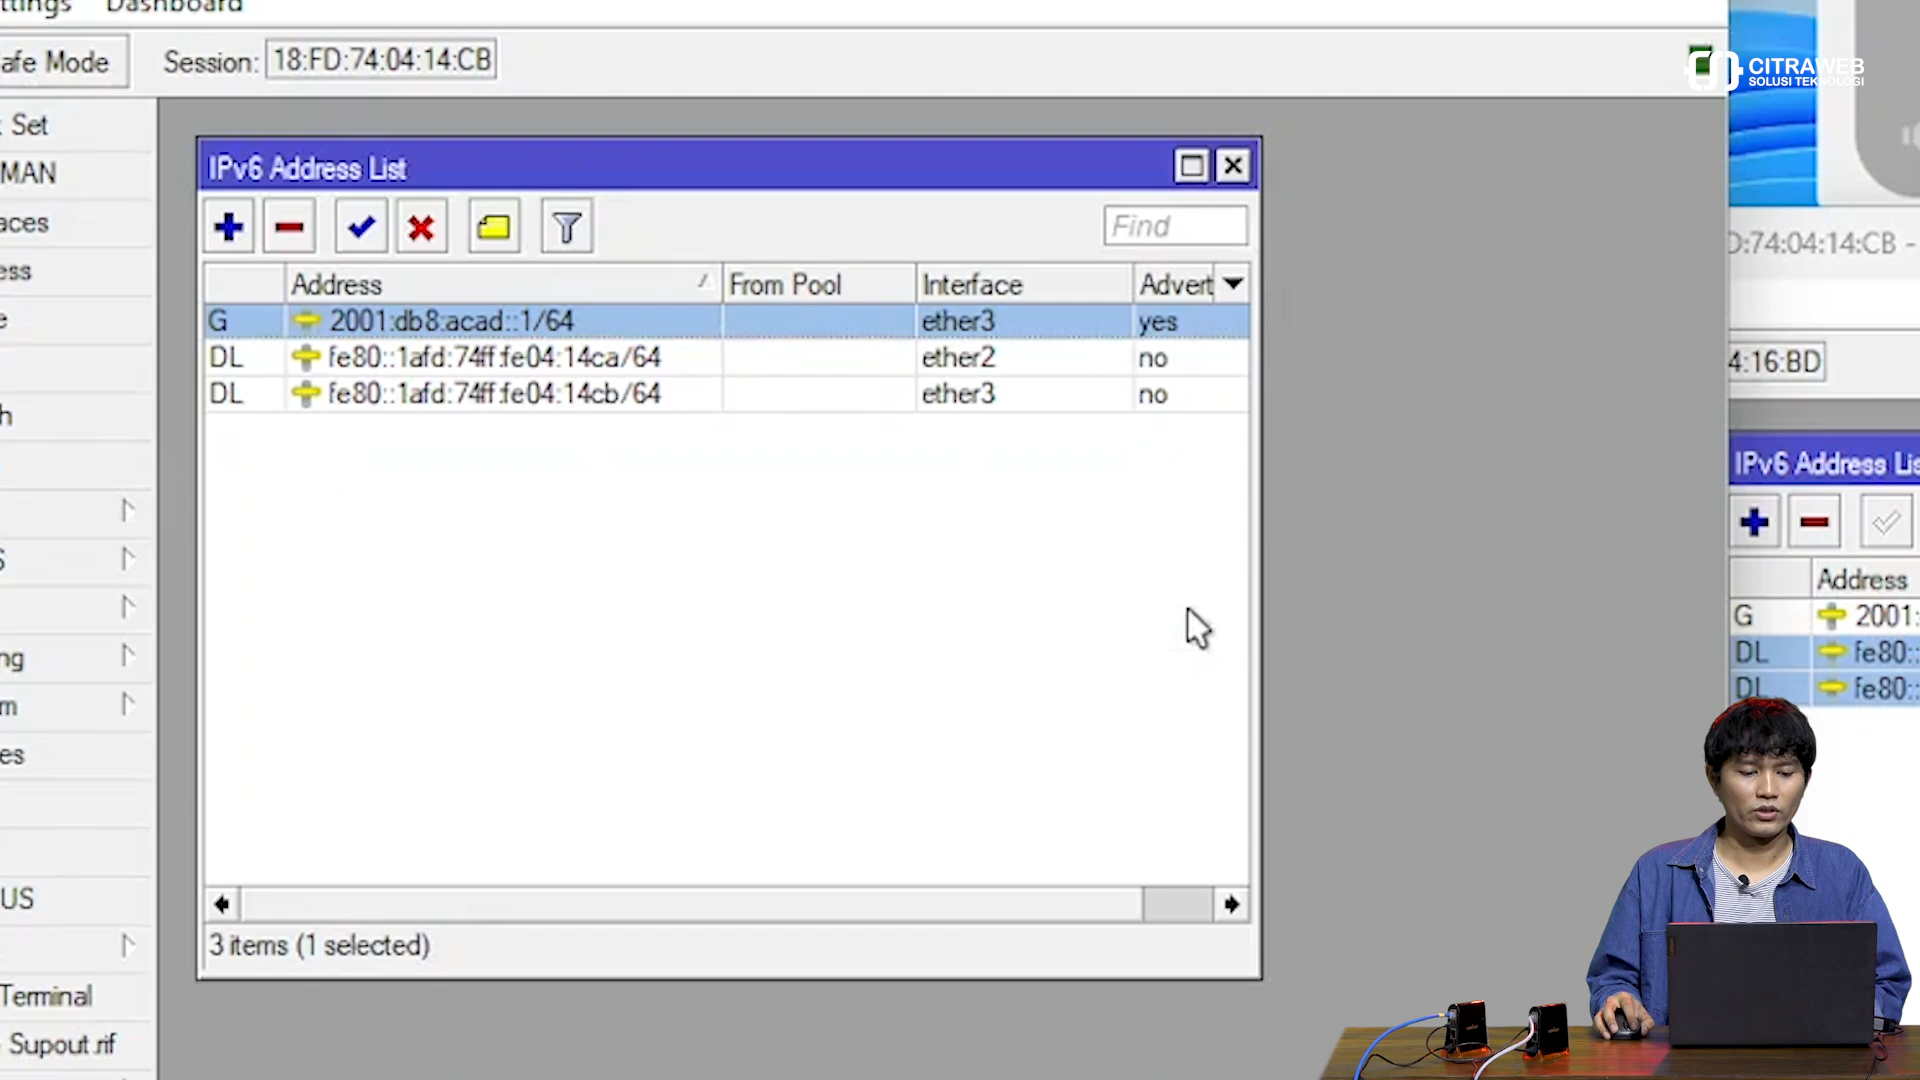 ttings Dashboard
afe Mode Session: 18:FD:74:04:14:CB
CITRAWEB
SOLUSI TEKNOLOGI
Set
MAN
aces
ess
e
h
S
ng
m
es
US
Terminal
Supout.rif
IPv6 Address List
Find
Address From Pool Interface Advert
G 2001:db8:acad::1/64 ether3 yes
DL fe80::1afd:74ff:fe04:14ca/64 ether2 no
DL fe80::1afd:74ff:fe04:14cb/64 ether3 no
3 items (1 selected)
D:74:04:14:CB -
4:16:BD
IPv6 Address Lis
Address
G 2001:
DL fe80::
DL fe80::